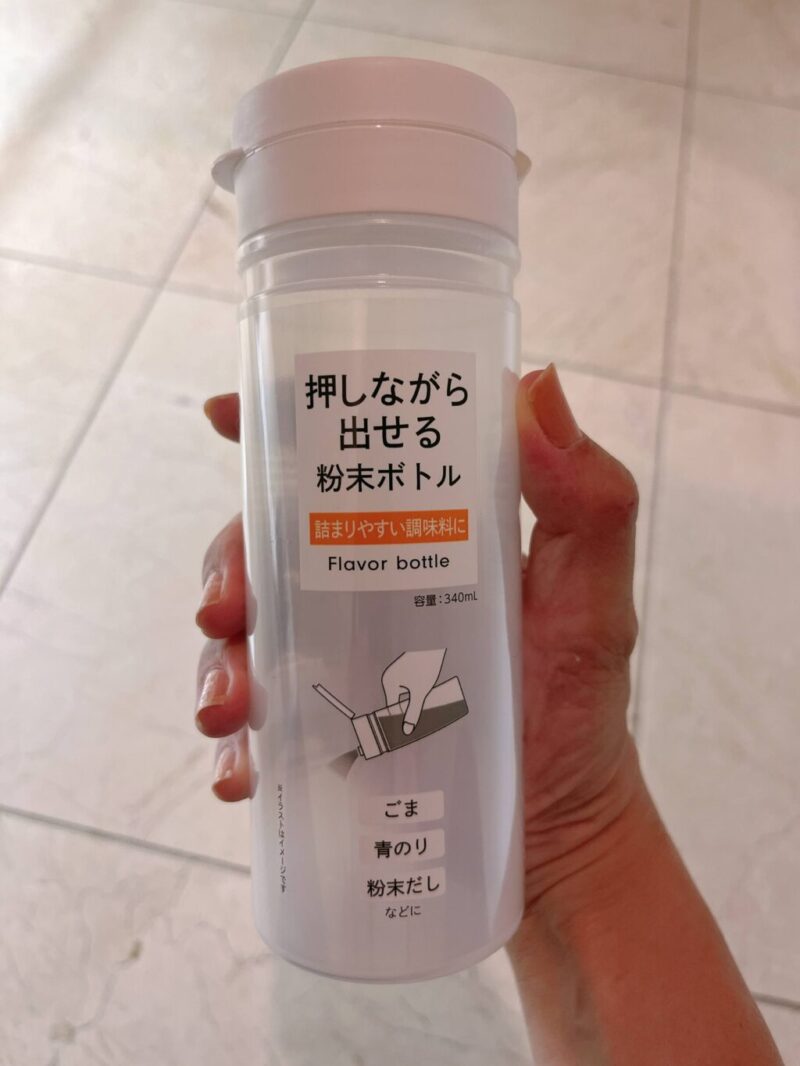 押しながら
出せる
粉末ボトル
詰まりやすい調味料に
Flavor bottle
容量：340mL
ごま
青のり
粉末だし
などに
※イラストはイメージです